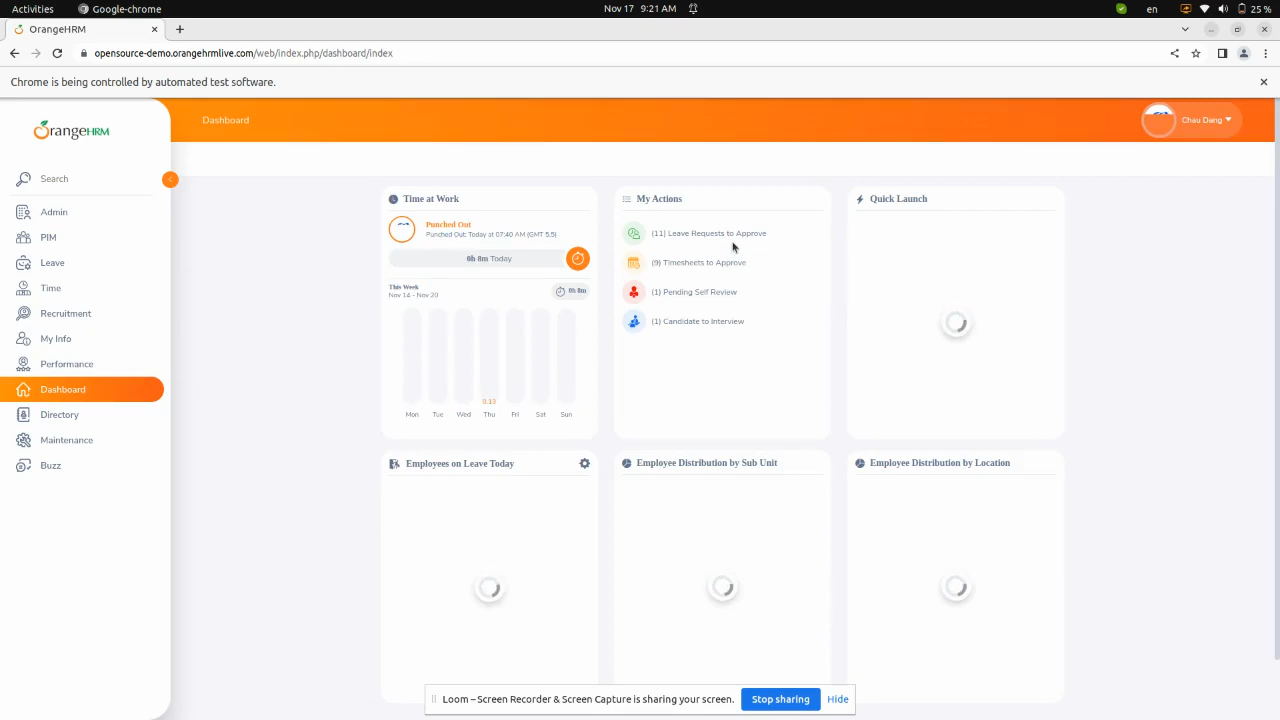 Activities
Google-chrome
Nov 17 9:21 AM
en
25 %
OrangeHRM
opensource-demo.orangehrmlive.com/web/index.php/dashboard/index
Chrome is being controlled by automated test software.
OrangeHRM
Dashboard
Chau Dang
Search
Admin
PIM
Leave
Time
Recruitment
My Info
Performance
Dashboard
Directory
Maintenance
Buzz
Time at Work
Punched Out
Punched Out: Today at 07:40 AM (GMT 5.5)
0h 8m Today
This Week
Nov 14 - Nov 20
0h 8m
0.13
Mon Tue Wed Thu Fri Sat Sun
My Actions
(11) Leave Requests to Approve
(9) Timesheets to Approve
(1) Pending Self Review
(1) Candidate to Interview
Quick Launch
Employees on Leave Today
Employee Distribution by Sub Unit
Employee Distribution by Location
Loom – Screen Recorder & Screen Capture is sharing your screen.
Stop sharing
Hide